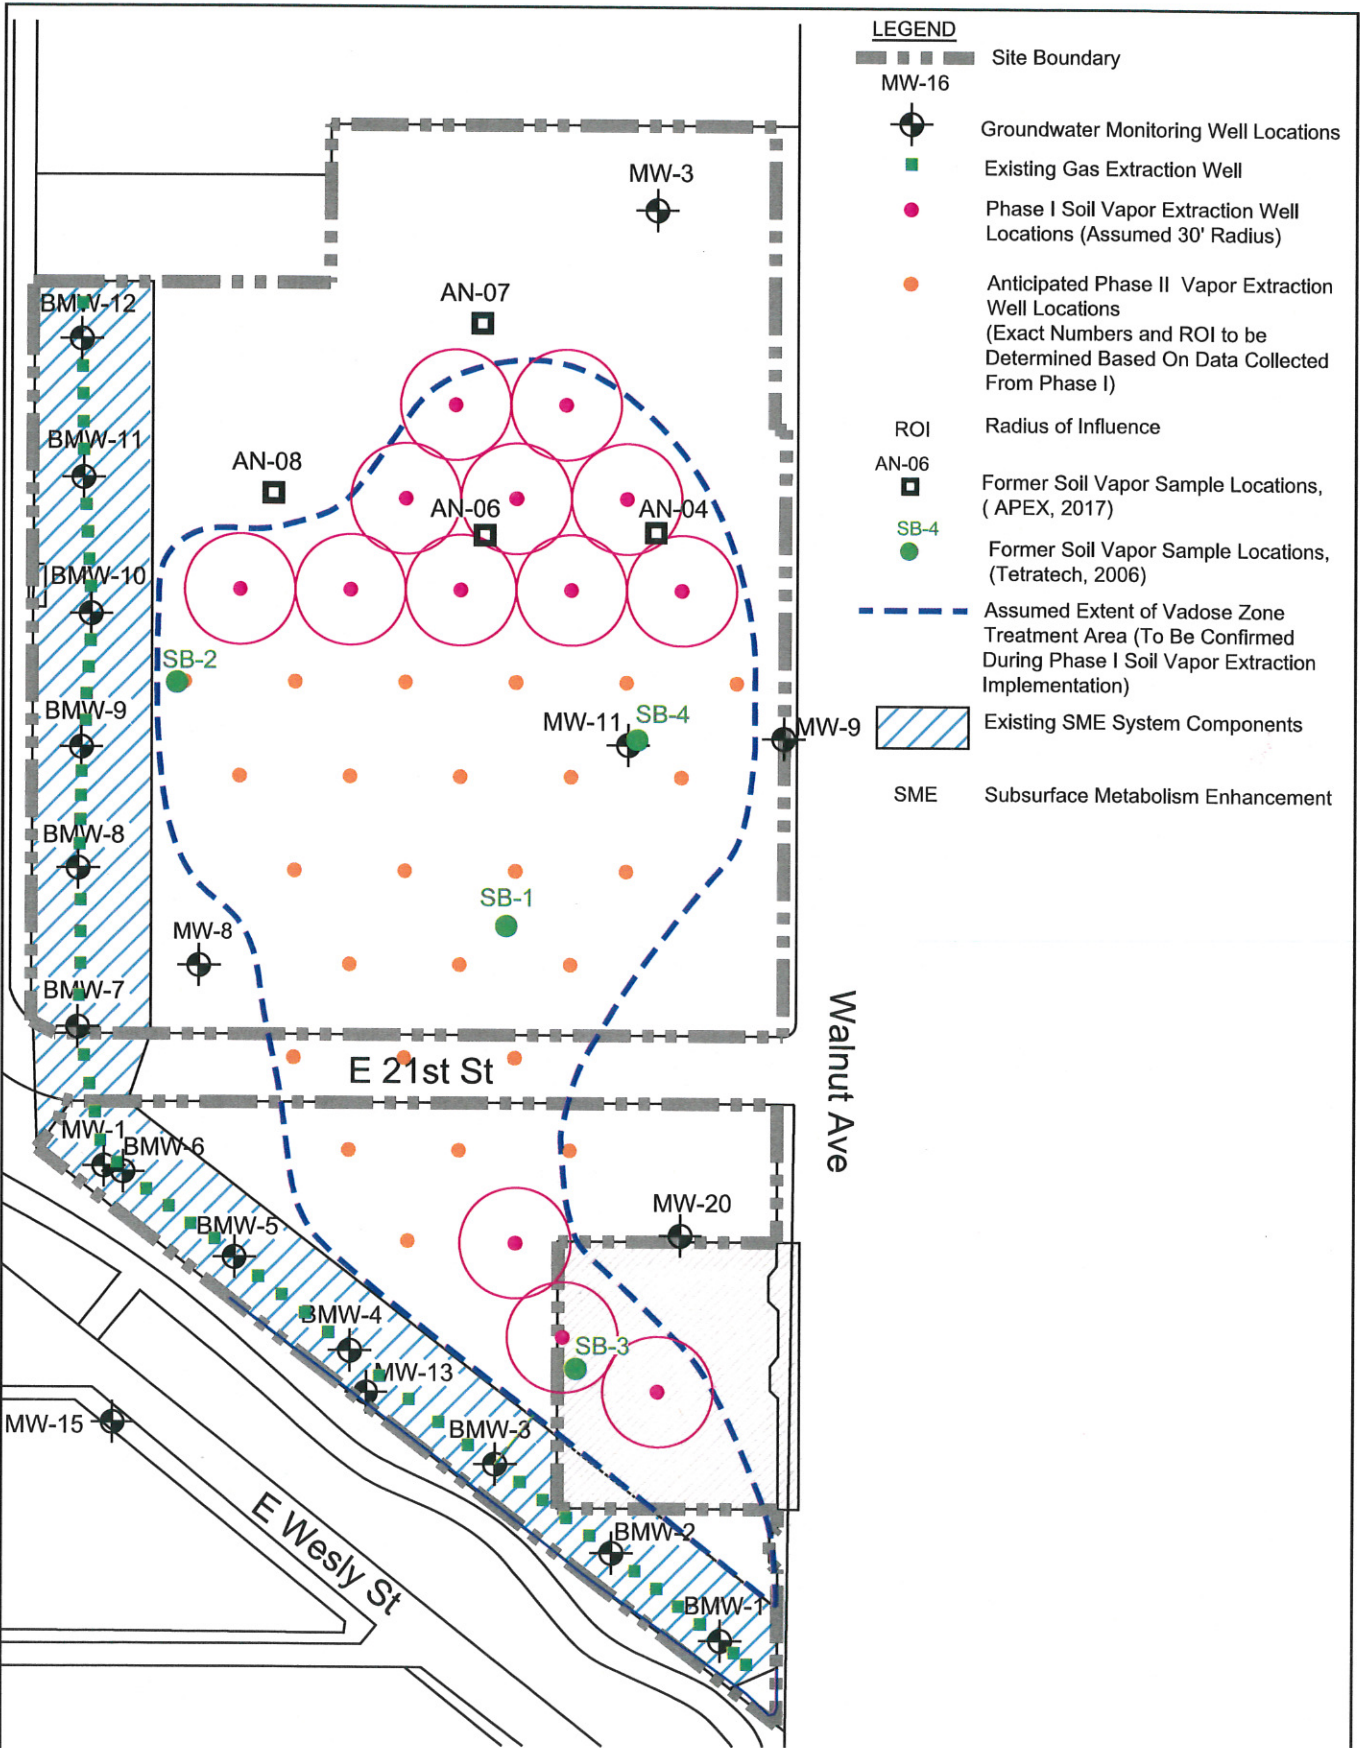 LEGEND
Site Boundary
MW-16
Groundwater Monitoring Well Locations
Existing Gas Extraction Well
Phase I Soil Vapor Extraction Well
Locations (Assumed 30' Radius)
Anticipated Phase II Vapor Extraction
Well Locations
(Exact Numbers and ROI to be
Determined Based On Data Collected
From Phase I)
ROI
Radius of Influence
AN-06
Former Soil Vapor Sample Locations,
( APEX, 2017)
SB-4
Former Soil Vapor Sample Locations,
(Tetratech, 2006)
Assumed Extent of Vadose Zone
Treatment Area (To Be Confirmed
During Phase I Soil Vapor Extraction
Implementation)
Existing SME System Components
SME
Subsurface Metabolism Enhancement
MW-3
AN-07
BMW-12
BMW-11
AN-08
AN-06
AN-04
BMW-10
SB-2
BMW-9
MW-11
SB-4
MW-9
BMW-8
SB-1
MW-8
BMW-7
E 21st St
Walnut Ave
MW-1
BMW-6
MW-20
BMW-5
BMW-4
SB-3
MW-13
MW-15
BMW-3
E Wesly St
BMW-2
BMW-1